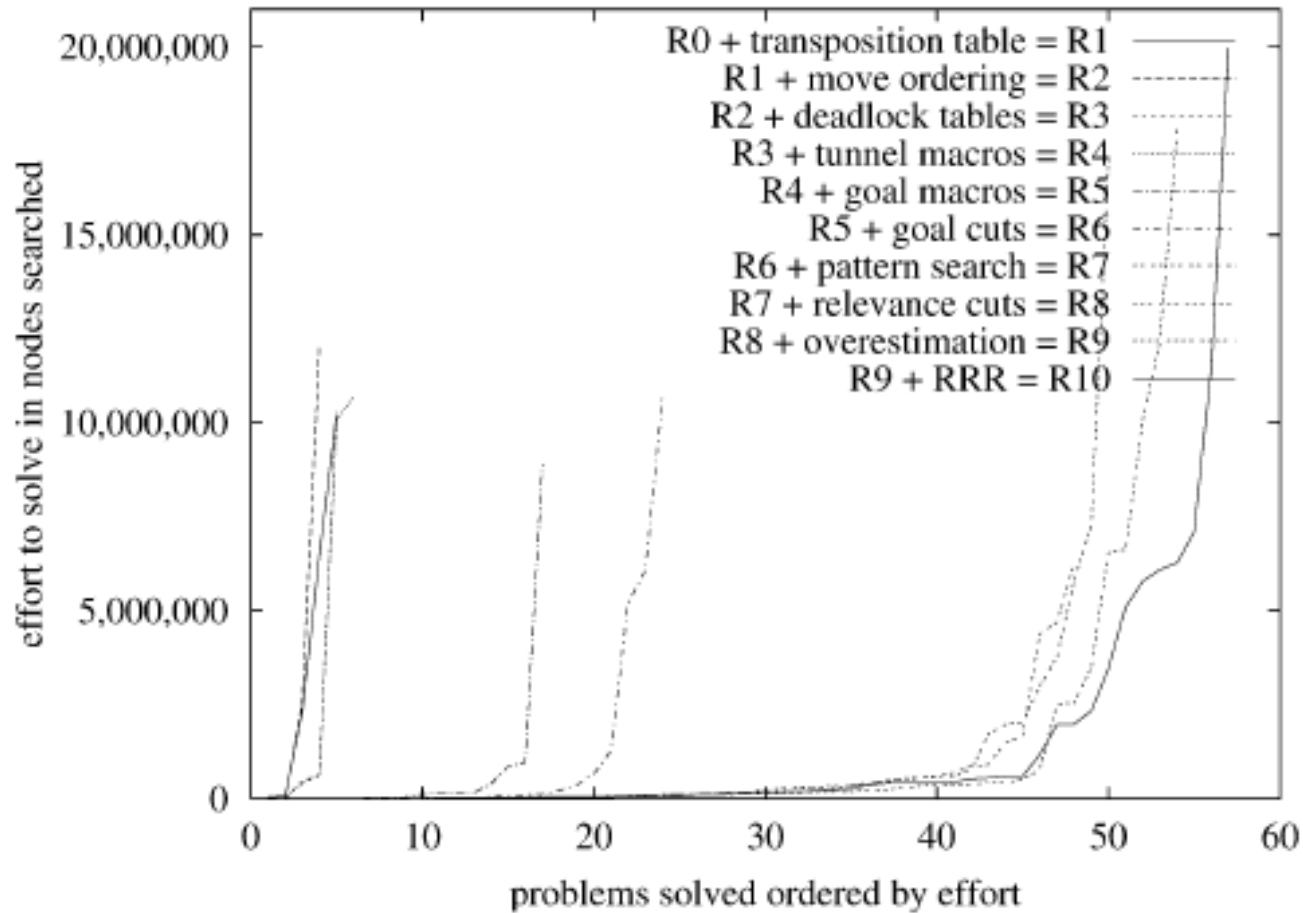 20,000,000
15,000,000
10,000,000
5,000,000
0
effort to solve in nodes searched
R0 + transposition table = R1
R1 + move ordering = R2
R2 + deadlock tables = R3
R3 + tunnel macros = R4
R4 + goal macros = R5
R5 + goal cuts = R6
R6 + pattern search = R7
R7 + relevance cuts = R8
R8 + overestimation = R9
R9 + RRR = R10
0 10 20 30 40 50 60
problems solved ordered by effort